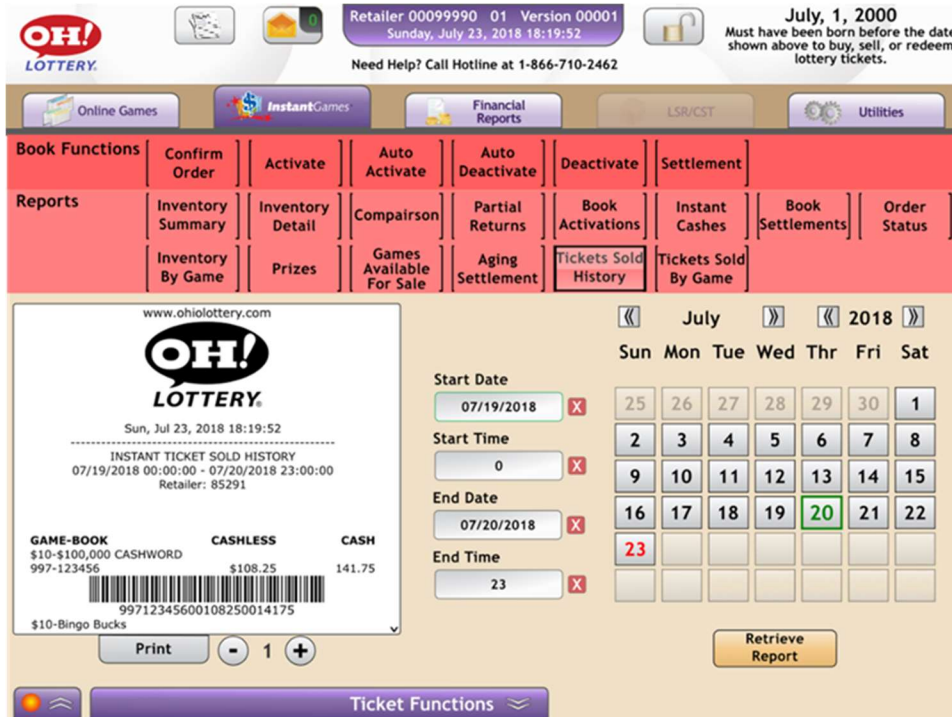 OH!
LOTTERY.
0
Retailer 00099990 01 Version 00001
Sunday, July 23, 2018 18:19:52
Need Help? Call Hotline at 1-866-710-2462
July, 1, 2000
Must have been born before the date
shown above to buy, sell, or redeem
lottery tickets.
Online Games
$ InstantGames
Financial
Reports
LSR/CST
Utilities
Book Functions
Confirm
Order
Activate
Auto
Activate
Auto
Deactivate
Deactivate
Settlement
Reports
Inventory
Summary
Inventory
Detail
Compairson
Partial
Returns
Book
Activations
Instant
Cashes
Book
Settlements
Order
Status
Inventory
By Game
Prizes
Games
Available
For Sale
Aging
Settlement
Tickets Sold
History
Tickets Sold
By Game
www.ohiolottery.com
OH!
LOTTERY.
Sun, Jul 23, 2018 18:19:52
INSTANT TICKET SOLD
HISTORY
07/19/2018 00:00:00 - 07/20/2018 23:00:00
Retailer: 85291
GAME-BOOK CASHLESS CASH
$10-$100,000 CASHWORD
997-123456 $108.25 141.75
99712345600108250014175
$10-Bingo Bucks
Print
- 1 +
Start Date
07/19/2018 X
Start Time
0 X
End Date
07/20/2018 X
End Time
23 X
July 2018
Sun Mon Tue Wed Thr Fri Sat
25 26 27 28 29 30 1
2 3 4 5 6 7 8
9 10 11 12 13 14 15
16 17 18 19 20 21 22
23
Retrieve
Report
Ticket Functions